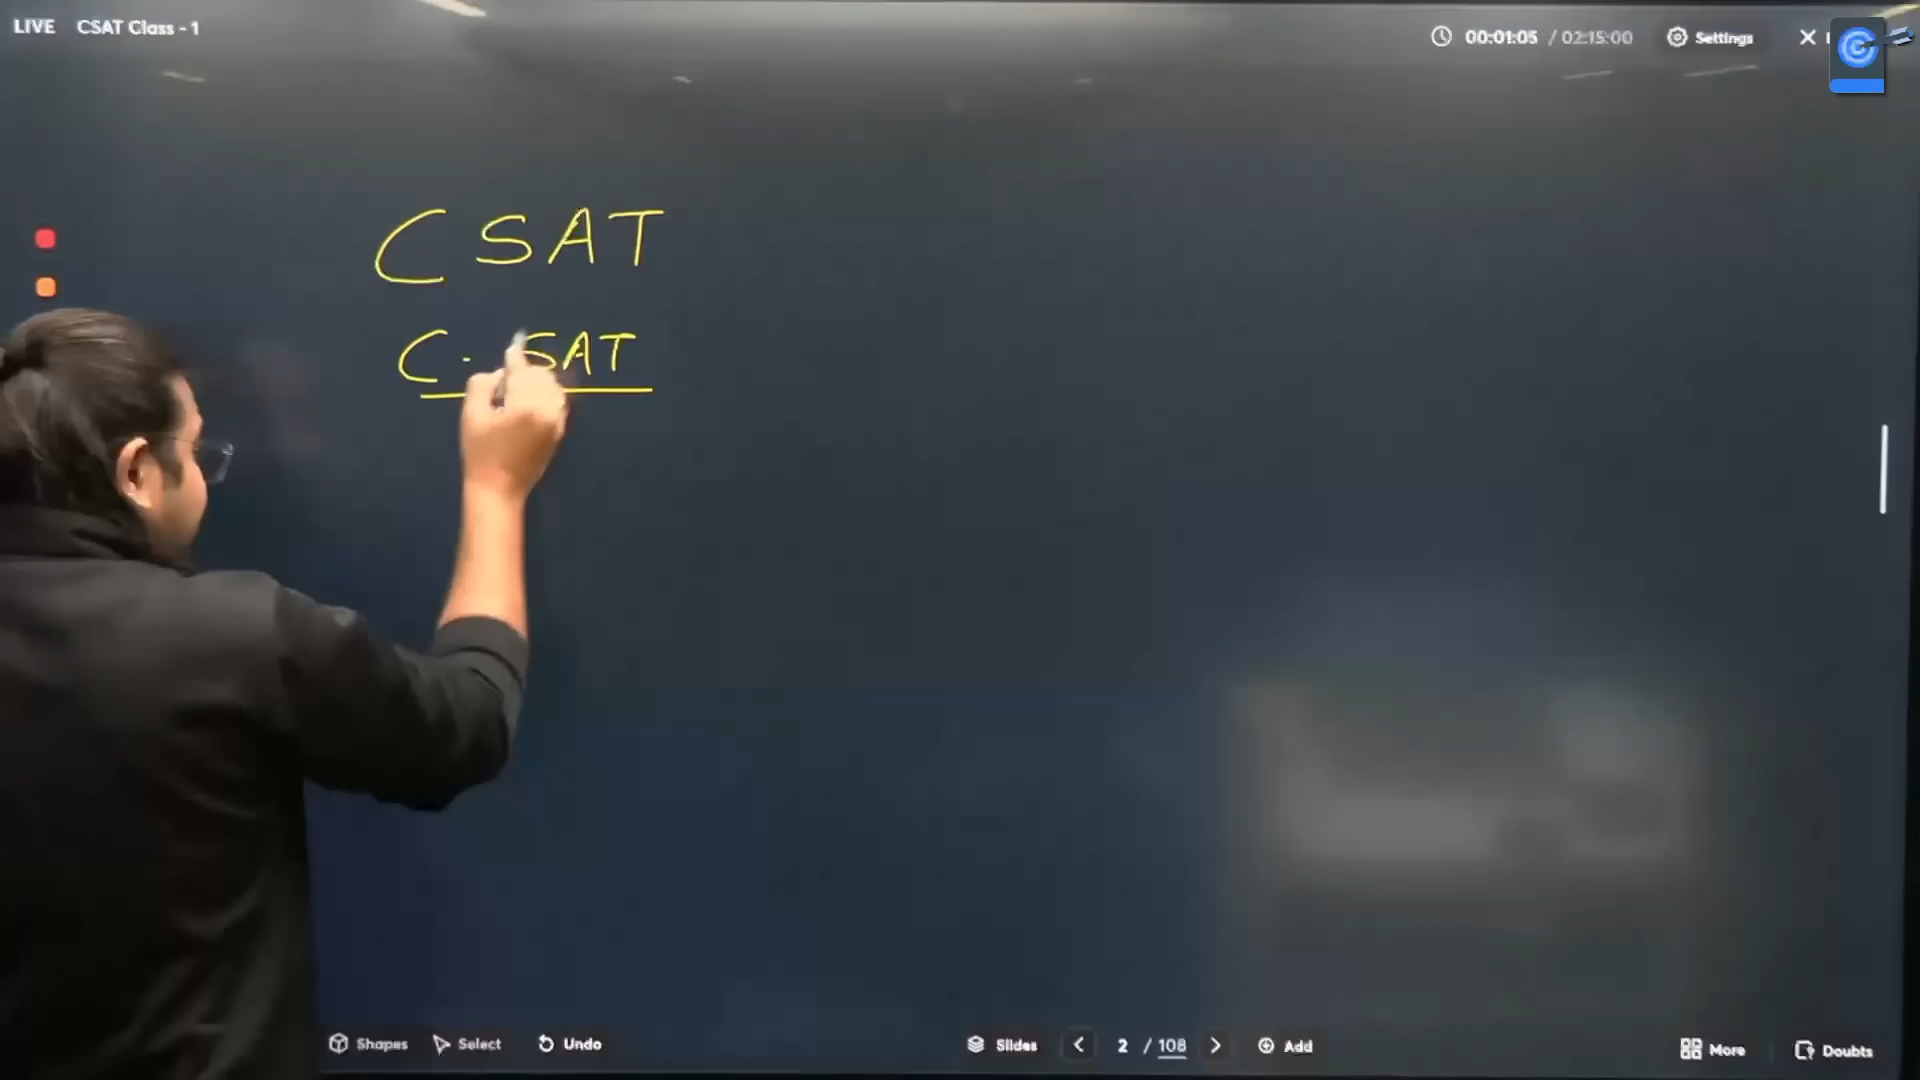 LIVE CSAT Class - 1
00:01:05 / 02:15:00 Settings
CSAT
C. SAT
Shapes Select Undo Slides 2 / 108 Add More Doubts